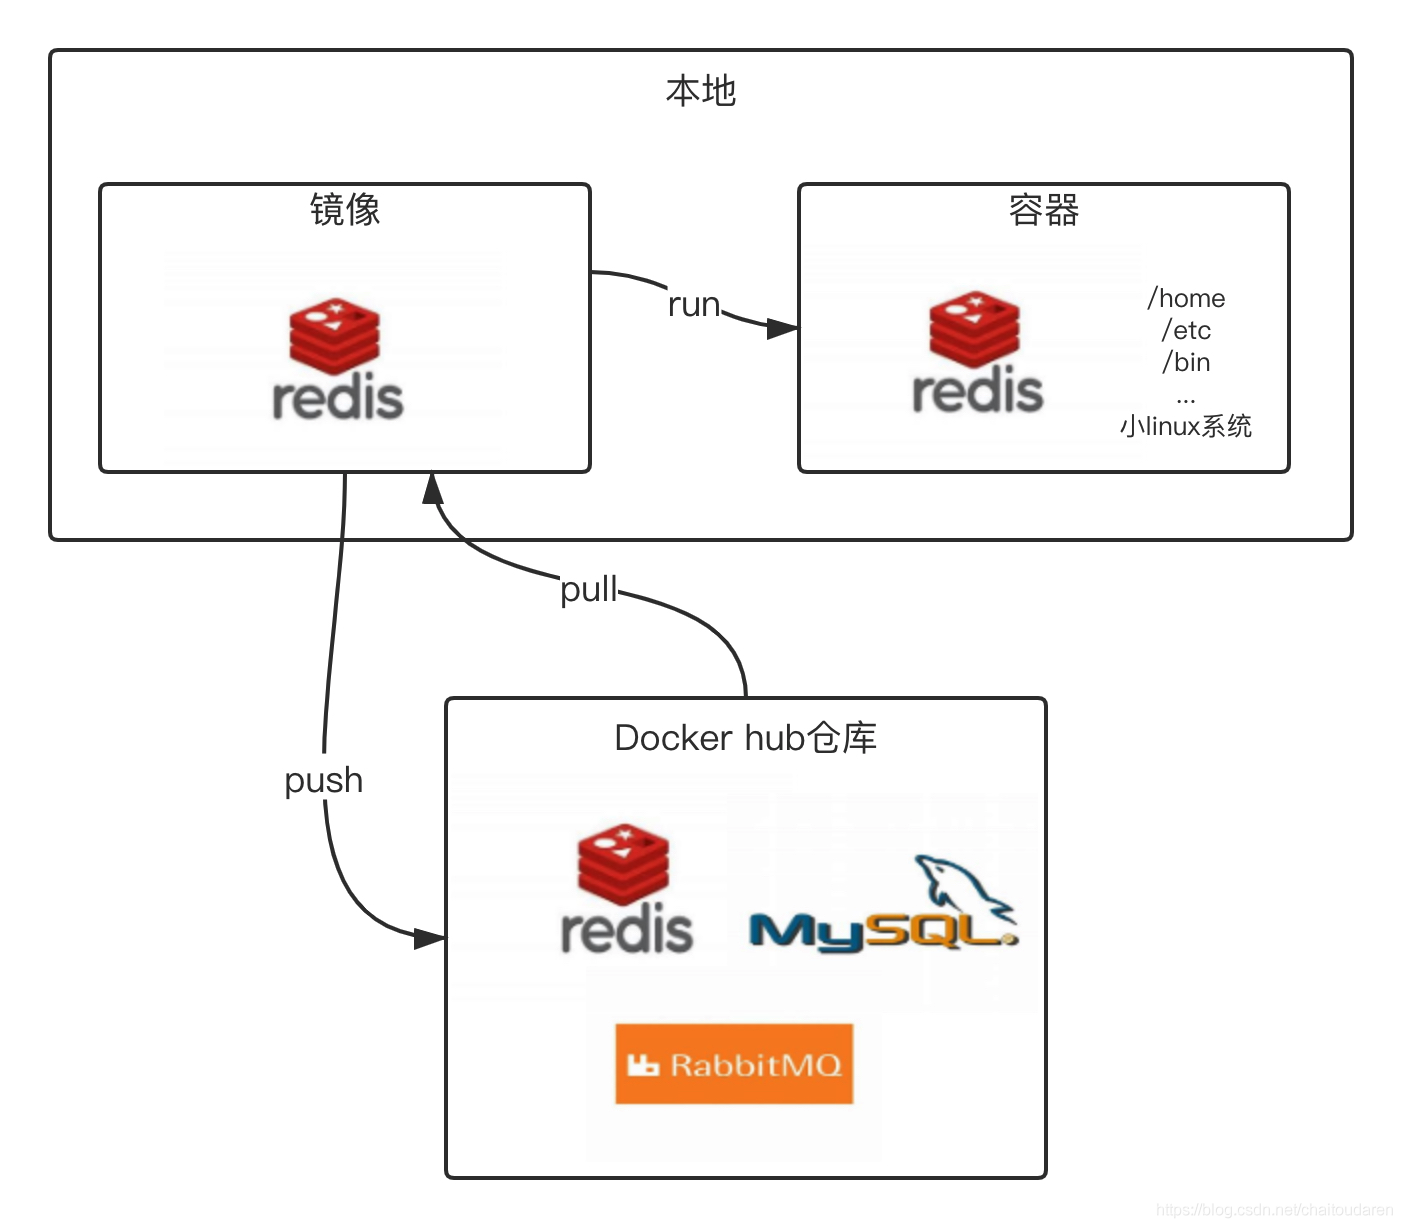 本地
镜像
redis
run
容器
redis
/home
/etc
/bin
...
小linux系统
pull
push
Docker hub仓库
redis
MySQL.
RabbitMQ
https://blog.csdn.net/chaitoudaren